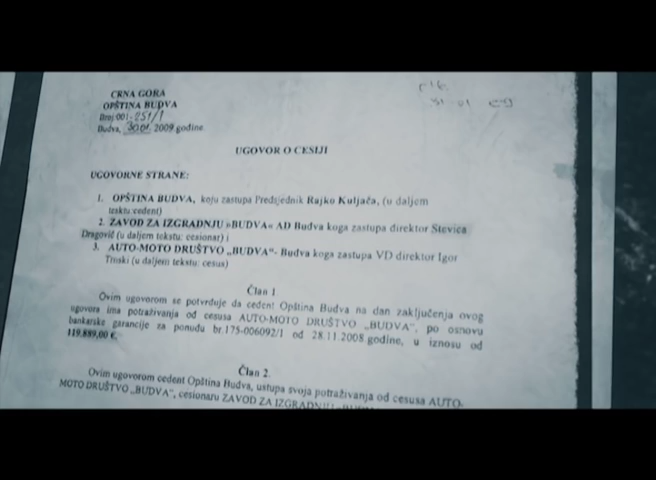 CRNA GORA
OPŠTINA BUDVA
Broj:001-251/1
Budva, 30.01. 2009 godine
UGOVOR O CESIJI
UGOVORNE STRANE:
1. OPŠTINA BUDVA, koju zastupa Predsjednik Rajko Kuljača, (u daljem
tekstu:cedent)
2. ZAVOD ZA IZGRADNJU »BUDVA« AD Budva koga zastupa direktor Stevica
Dragović (u daljem tekstu: cesionar) i
3. AUTO-MOTO DRUŠTVO „BUDVA“- Budva koga zastupa VD direktor Igor
(u daljem tekstu: cesus)
Član 1
Ovim ugovorom se potvrđuje da cedent Opština Budva na dan zaključenja ovog
ugovora ima potraživanja od cesusa AUTO-MOTO DRUŠTVO „BUDVA“, po osnovu
bankarske garancije za ponudu br.175-006092/1 od 28.11.2008 godine, u iznosu od
119.889,00 €.
Član 2.
Ovim ugovorom cedent Opština Budva, ustupa svoja potraživanja od cesusa AUTO-
MOTO DRUŠTVO „BUDVA“, cesionaru ZAVOD ZA IZGRADNJU